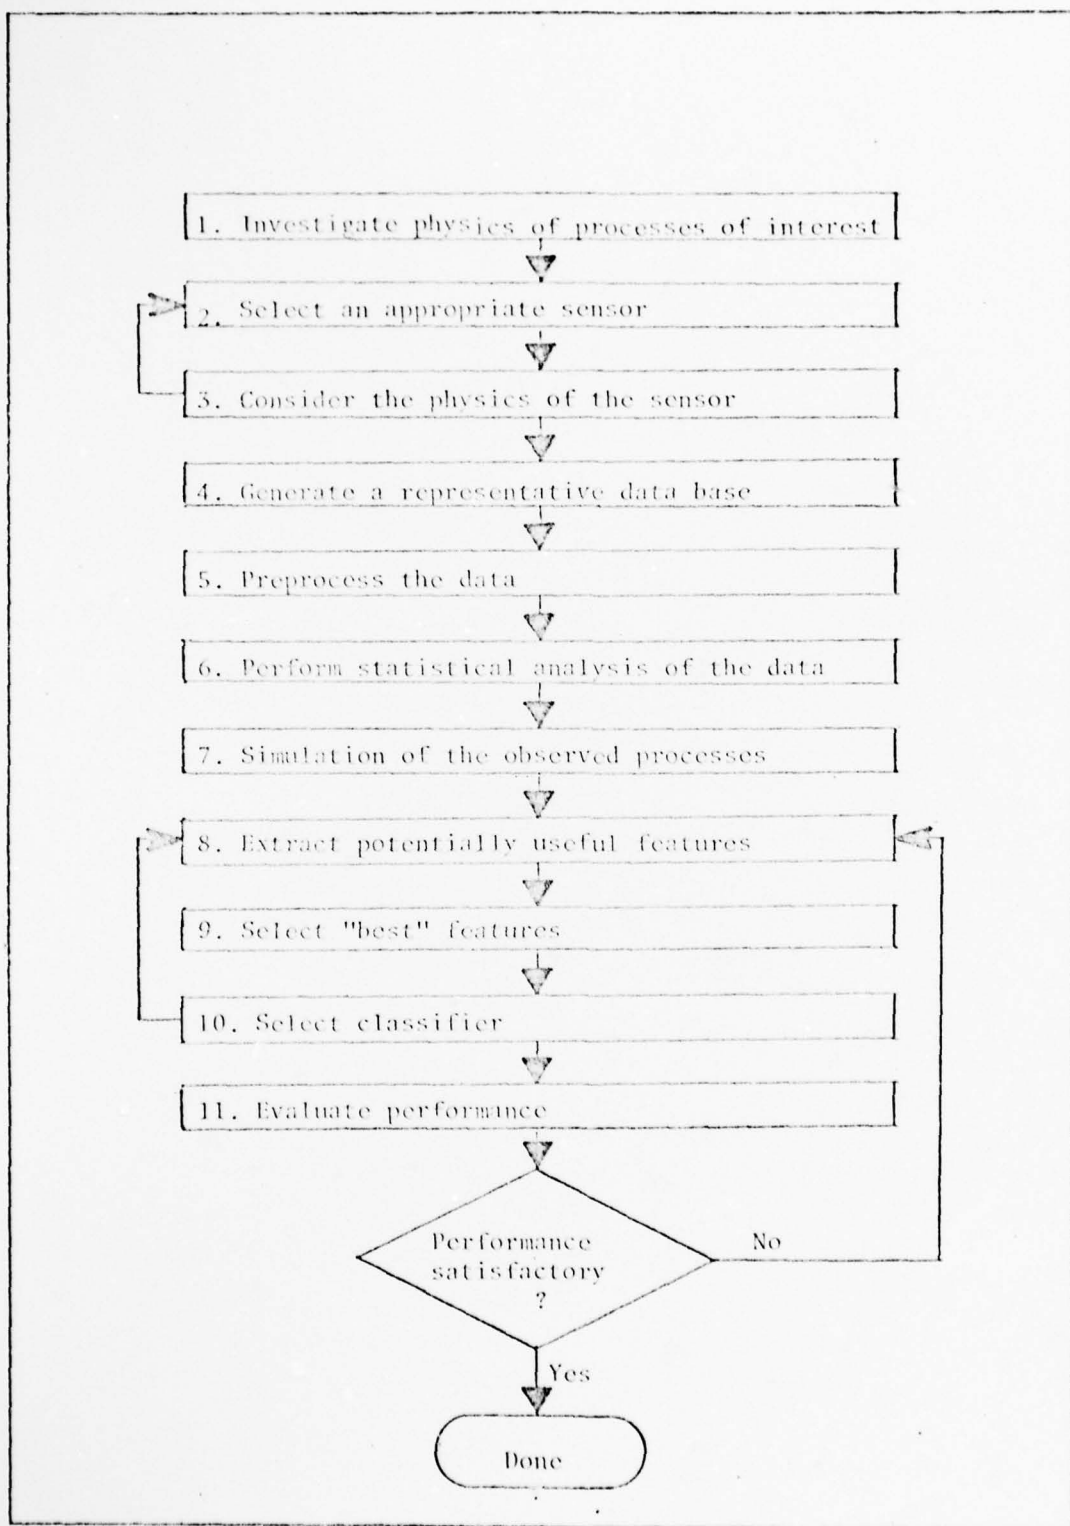 1. Investigate physics of processes of interest
2. Select an appropriate sensor
3. Consider the physics of the sensor
4. Generate a representative data base
5. Preprocess the data
6. Perform statistical analysis of the data
7. Simulation of the observed processes
8. Extract potentially useful features
9. Select "best" features
10. Select classifier
11. Evaluate performance
Performance
satisfactory
?
No
Yes
Done